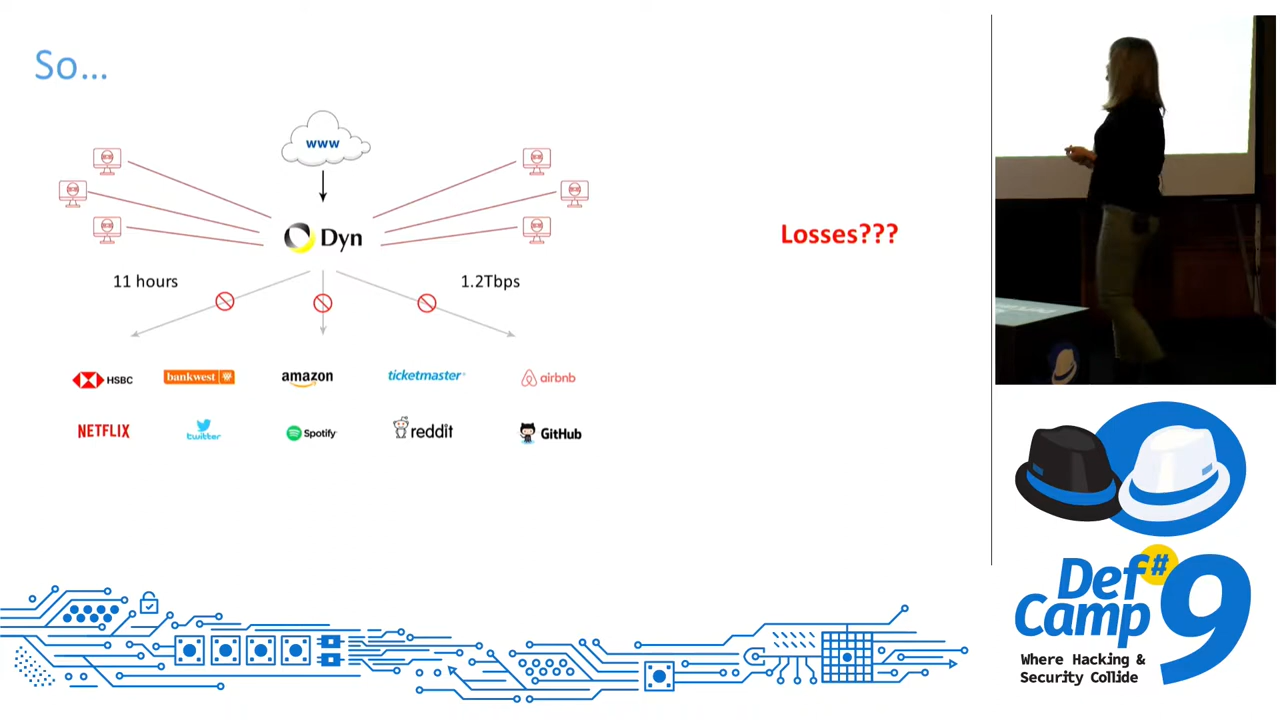 So...
www
Dyn
11 hours
1.2Tbps
Losses???
HSBC
bankwest
amazon
ticketmaster
airbnb
NETFLIX
twitter
Spotify
reddit
GitHub
Def
Camp
#
9
Where Hacking &
Security Collide